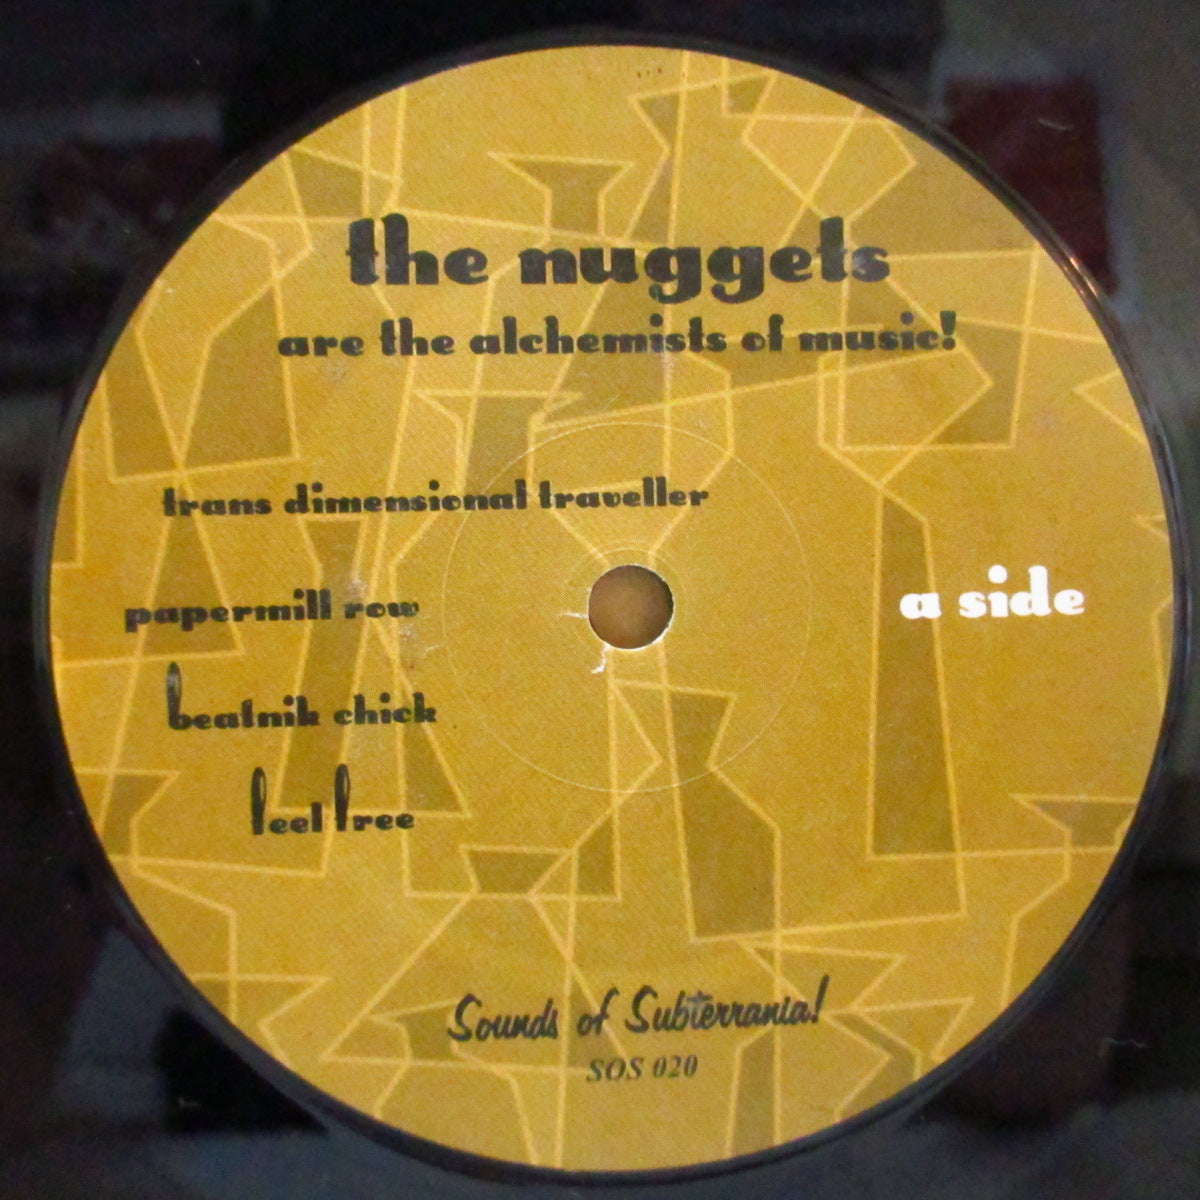 the nuggets
are the alchemists of music!
trans dimensional traveller
papermill row
a side
beatnik chick
feel free
Sounds of Subterrania!
SOS 020